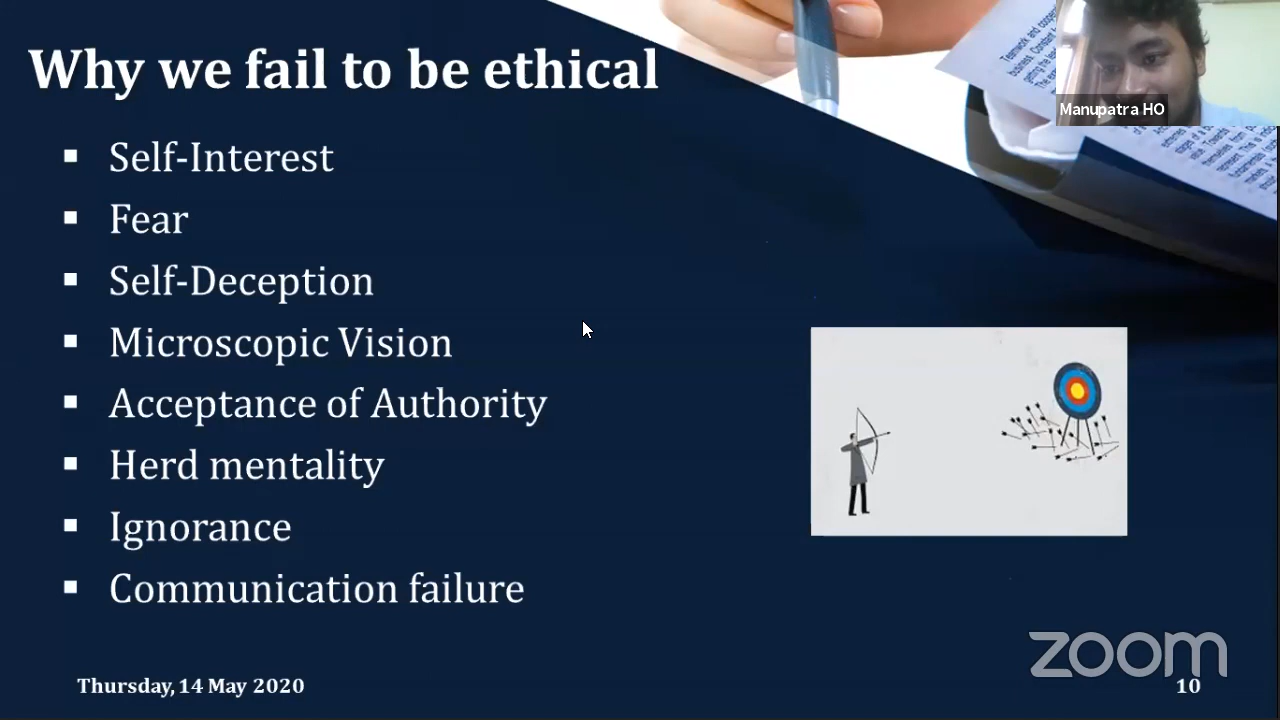 Why we fail to be ethical
Manupatra HO
▪ Self-Interest
▪ Fear
▪ Self-Deception
▪ Microscopic Vision
▪ Acceptance of Authority
▪ Herd mentality
▪ Ignorance
▪ Communication failure
zoom
Thursday, 14 May 2020
10